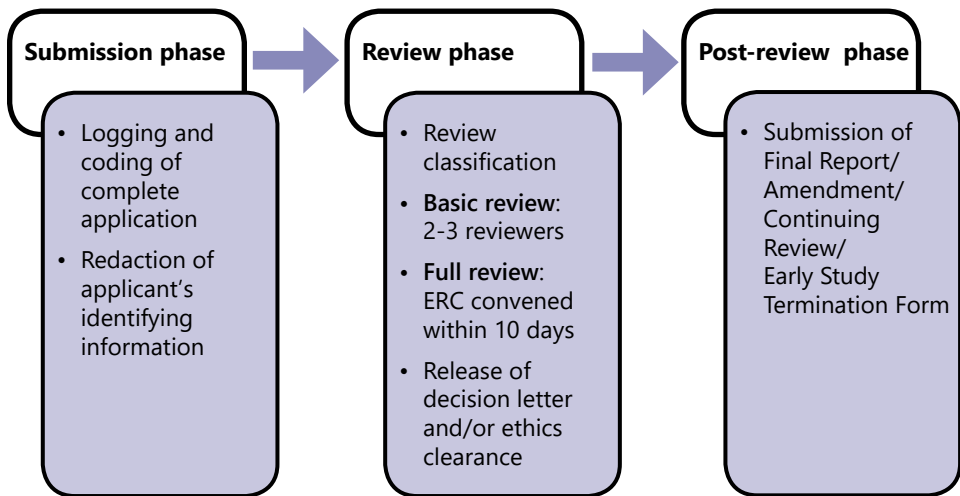 Submission phase
• Logging and
coding of
complete
application
• Redaction of
applicant's
identifying
information
Review phase
• Review
classification
• Basic review:
2-3 reviewers
• Full review:
ERC convened
within 10 days
• Release of
decision letter
and/or ethics
clearance
Post-review phase
• Submission of
Final Report/
Amendment/
Continuing
Review/
Early Study
Termination Form